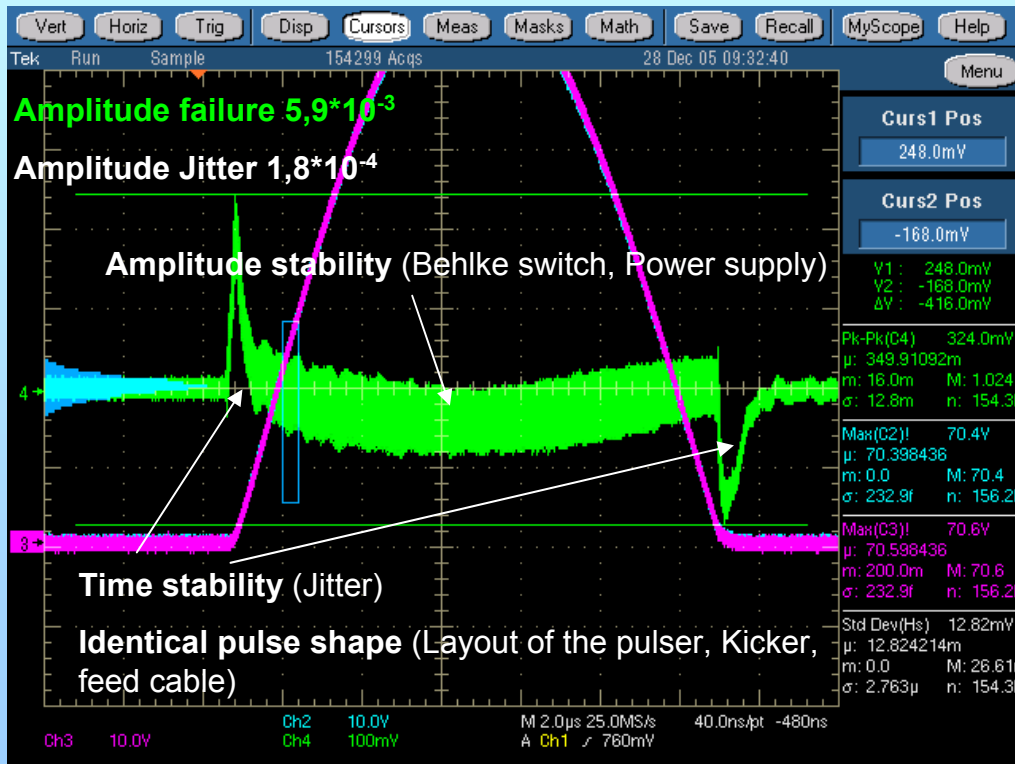 Vert Horiz Trig Disp Cursors Meas Masks Math Save Recall MyScope Help
Tek Run Sample 154299 Acqs 28 Dec 05 09:32:40
Menu
Amplitude failure 5,9*10-3
Amplitude Jitter 1,8*10-4
Amplitude stability (Behlke switch, Power supply)
Time stability (Jitter)
Identical pulse shape (Layout of the pulser, Kicker,
feed cable)
4
3
Curs1 Pos
248.0mV
Curs2 Pos
-168.0mV
V1 : 248.0mV
V2 : -168.0mV
ΔV : -416.0mV
Pk-Pk(C4) 324.0mV
µ: 349.91092m
m: 16.0m M: 1.024
σ: 12.8m n: 154.3
Max(C2)! 70.4V
µ: 70.398436
m: 0.0 M: 70.4
σ: 232.9f n: 156.2
Max(C3)! 70.6V
µ: 70.598436
m: 200.0m M: 70.6
σ: 232.9f n: 156.2
Std Dev(Hs) 12.82mV
µ: 12.824214m
m: 0.0 M: 26.61
σ: 2.763µ n: 154.3
Ch2 10.0V M 2.0µs 25.0MS/s 40.0ns/pt -480ns
Ch3 10.0V Ch4 100mV A Ch1 ∕ 760mV